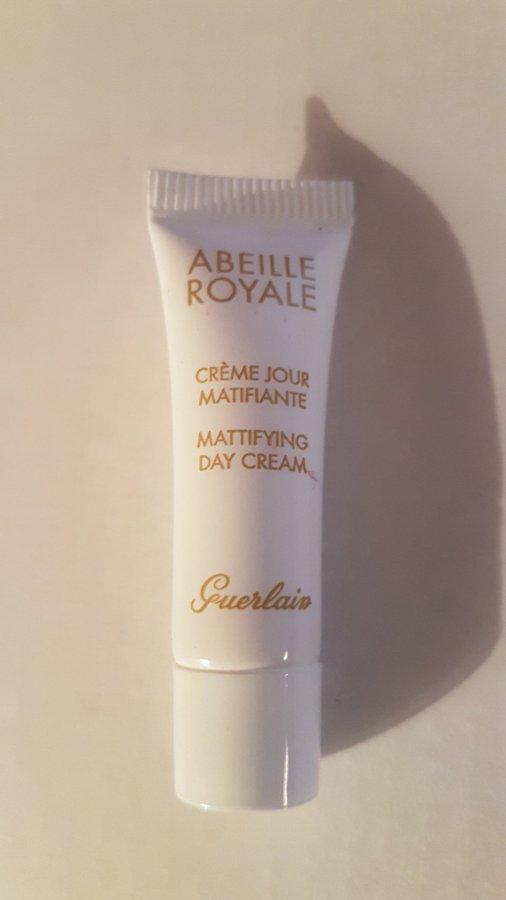 ABEILLE
ROYALE
CRÈME JOUR
MATIFIANTE
MATTIFYING
DAY CREAM
Guerlain